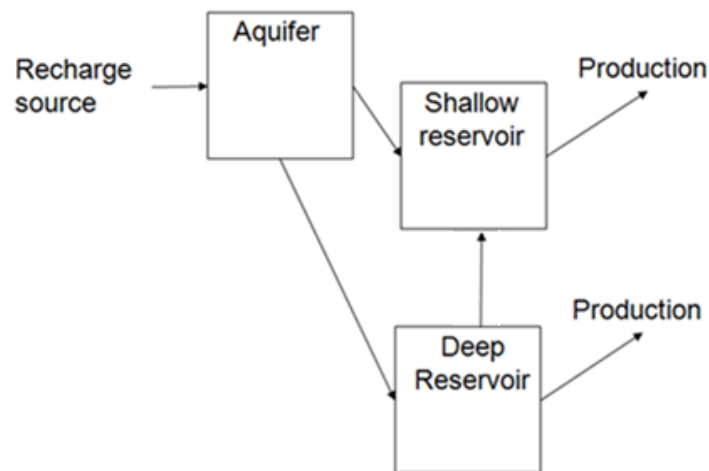 Aquifer
Recharge
source
Production
Shallow
reservoir
Production
Deep
Reservoir